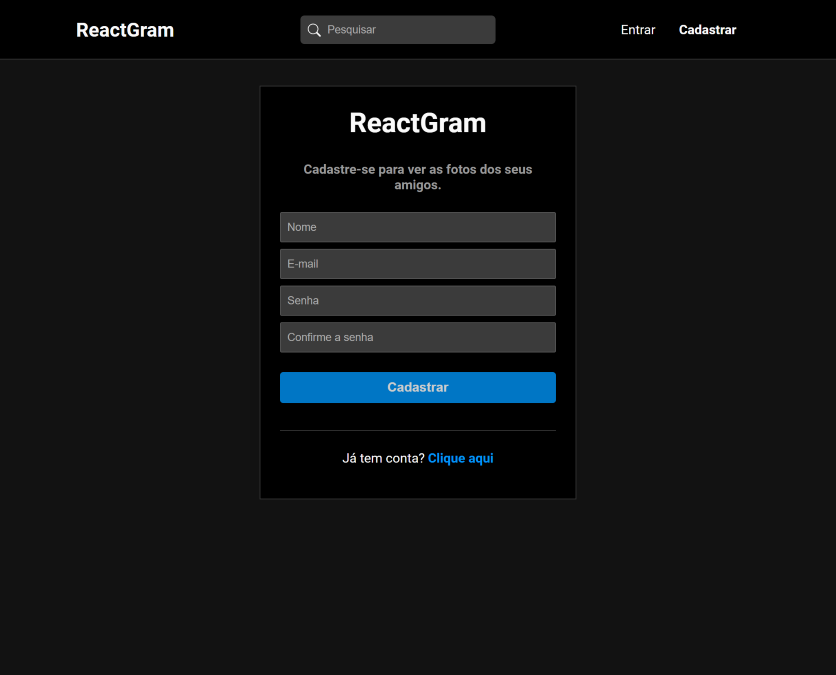 ReactGram
Pesquisar
Entrar
Cadastrar
ReactGram
Cadastre-se para ver as fotos dos seus
amigos.
Nome
E-mail
Senha
Confirme a senha
Cadastrar
Já tem conta? Clique aqui